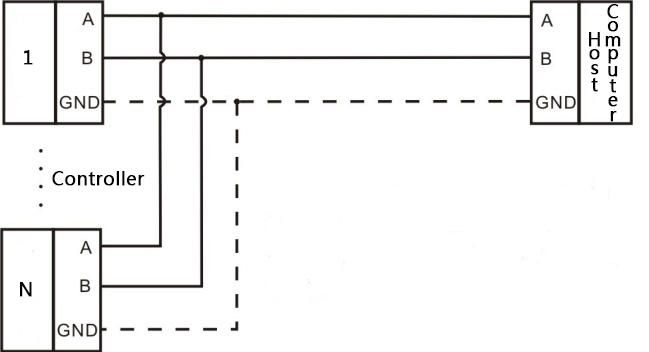 1
A
B
GND
A
B
GND
Host
Computer
Controller
N
A
B
GND